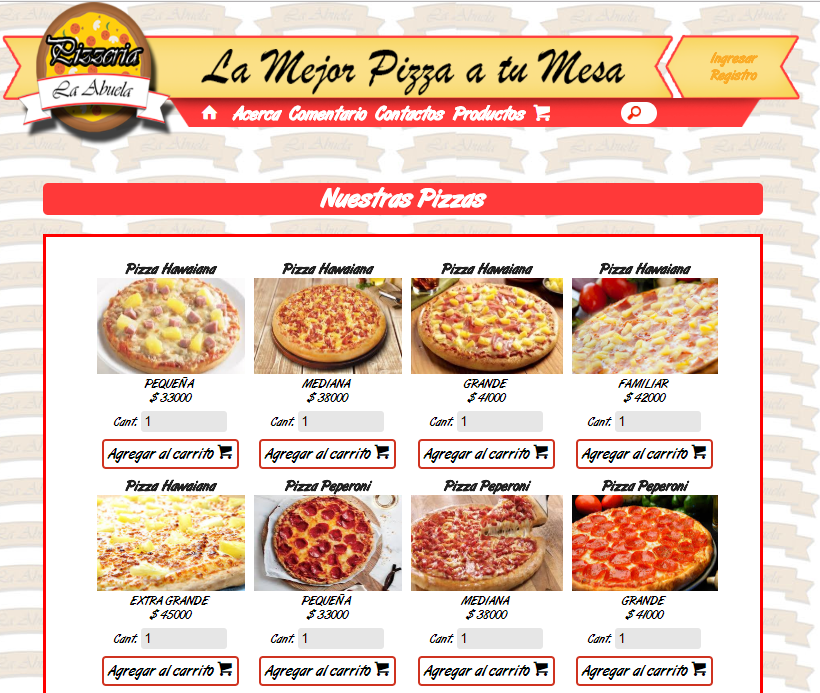 Pizzaria
La Abuela
La Mejor Pizza a tu Mesa
Ingresar
Registro
Acerca Comentario Contactos Productos
Nuestras Pizzas
Pizza Hawaiana Pizza Hawaiana Pizza Hawaiana Pizza Hawaiana
PEQUEÑA MEDIANA GRANDE FAMILIAR
$ 33000 $ 38000 $ 41000 $ 42000
Cant. 1 Cant. 1 Cant. 1 Cant. 1
Agregar al carrito Agregar al carrito Agregar al carrito Agregar al carrito
Pizza Hawaiana Pizza Peperoni Pizza Peperoni Pizza Peperoni
EXTRA GRANDE PEQUEÑA MEDIANA GRANDE
$ 45000 $ 33000 $ 38000 $ 41000
Cant. 1 Cant. 1 Cant. 1 Cant. 1
Agregar al carrito Agregar al carrito Agregar al carrito Agregar al carrito